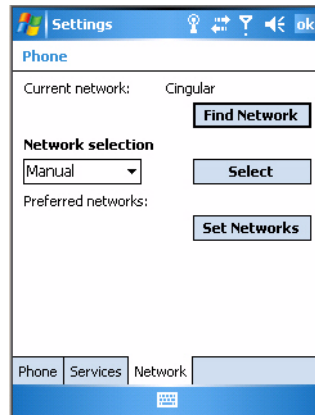 Settings ok
Phone
Current network: Cingular
Find Network
Network selection
Manual Select
Preferred networks:
Set Networks
Phone Services Network